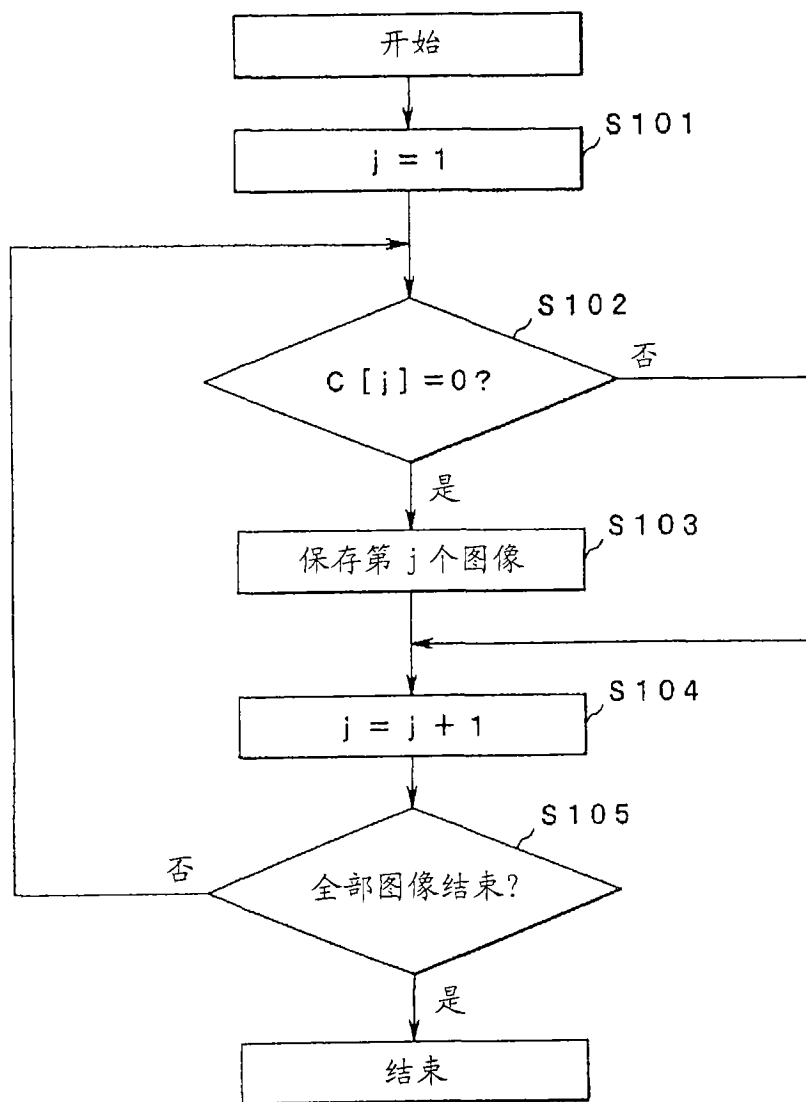 开始
S101
j = 1
S102
C[j]=0?
否
是
S103
保存第 j 个图像
S104
j = j + 1
S105
全部图像结束?
否
是
结束